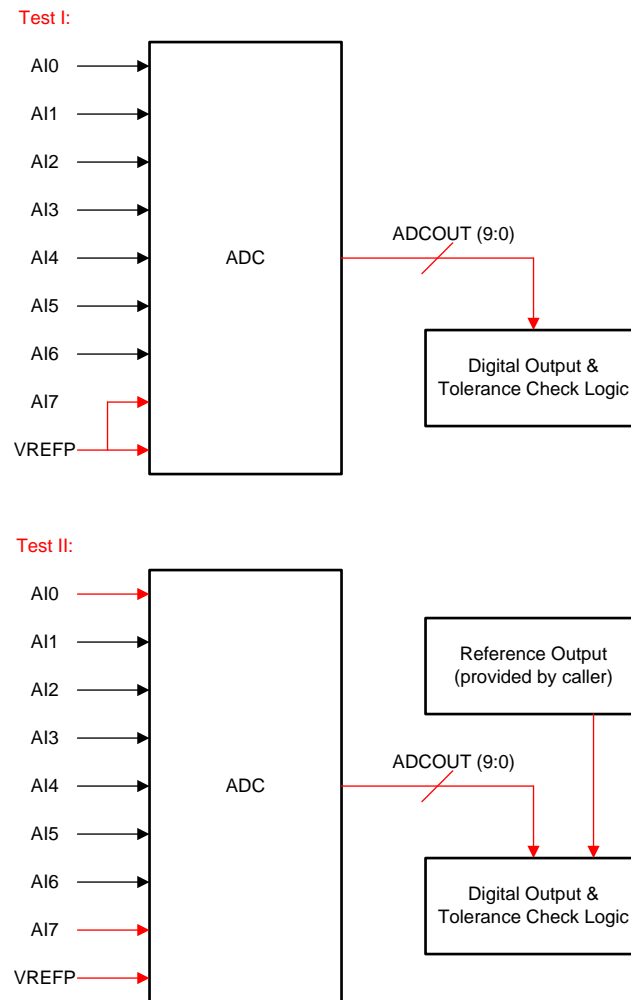 Test I:
AI0
AI1
AI2
AI3
AI4
AI5
AI6
AI7
VREFP
ADC
ADCOUT (9:0)
Digital Output &
Tolerance Check Logic
Test II:
AI0
AI1
AI2
AI3
AI4
AI5
AI6
AI7
VREFP
ADC
Reference Output
(provided by caller)
ADCOUT (9:0)
Digital Output &
Tolerance Check Logic